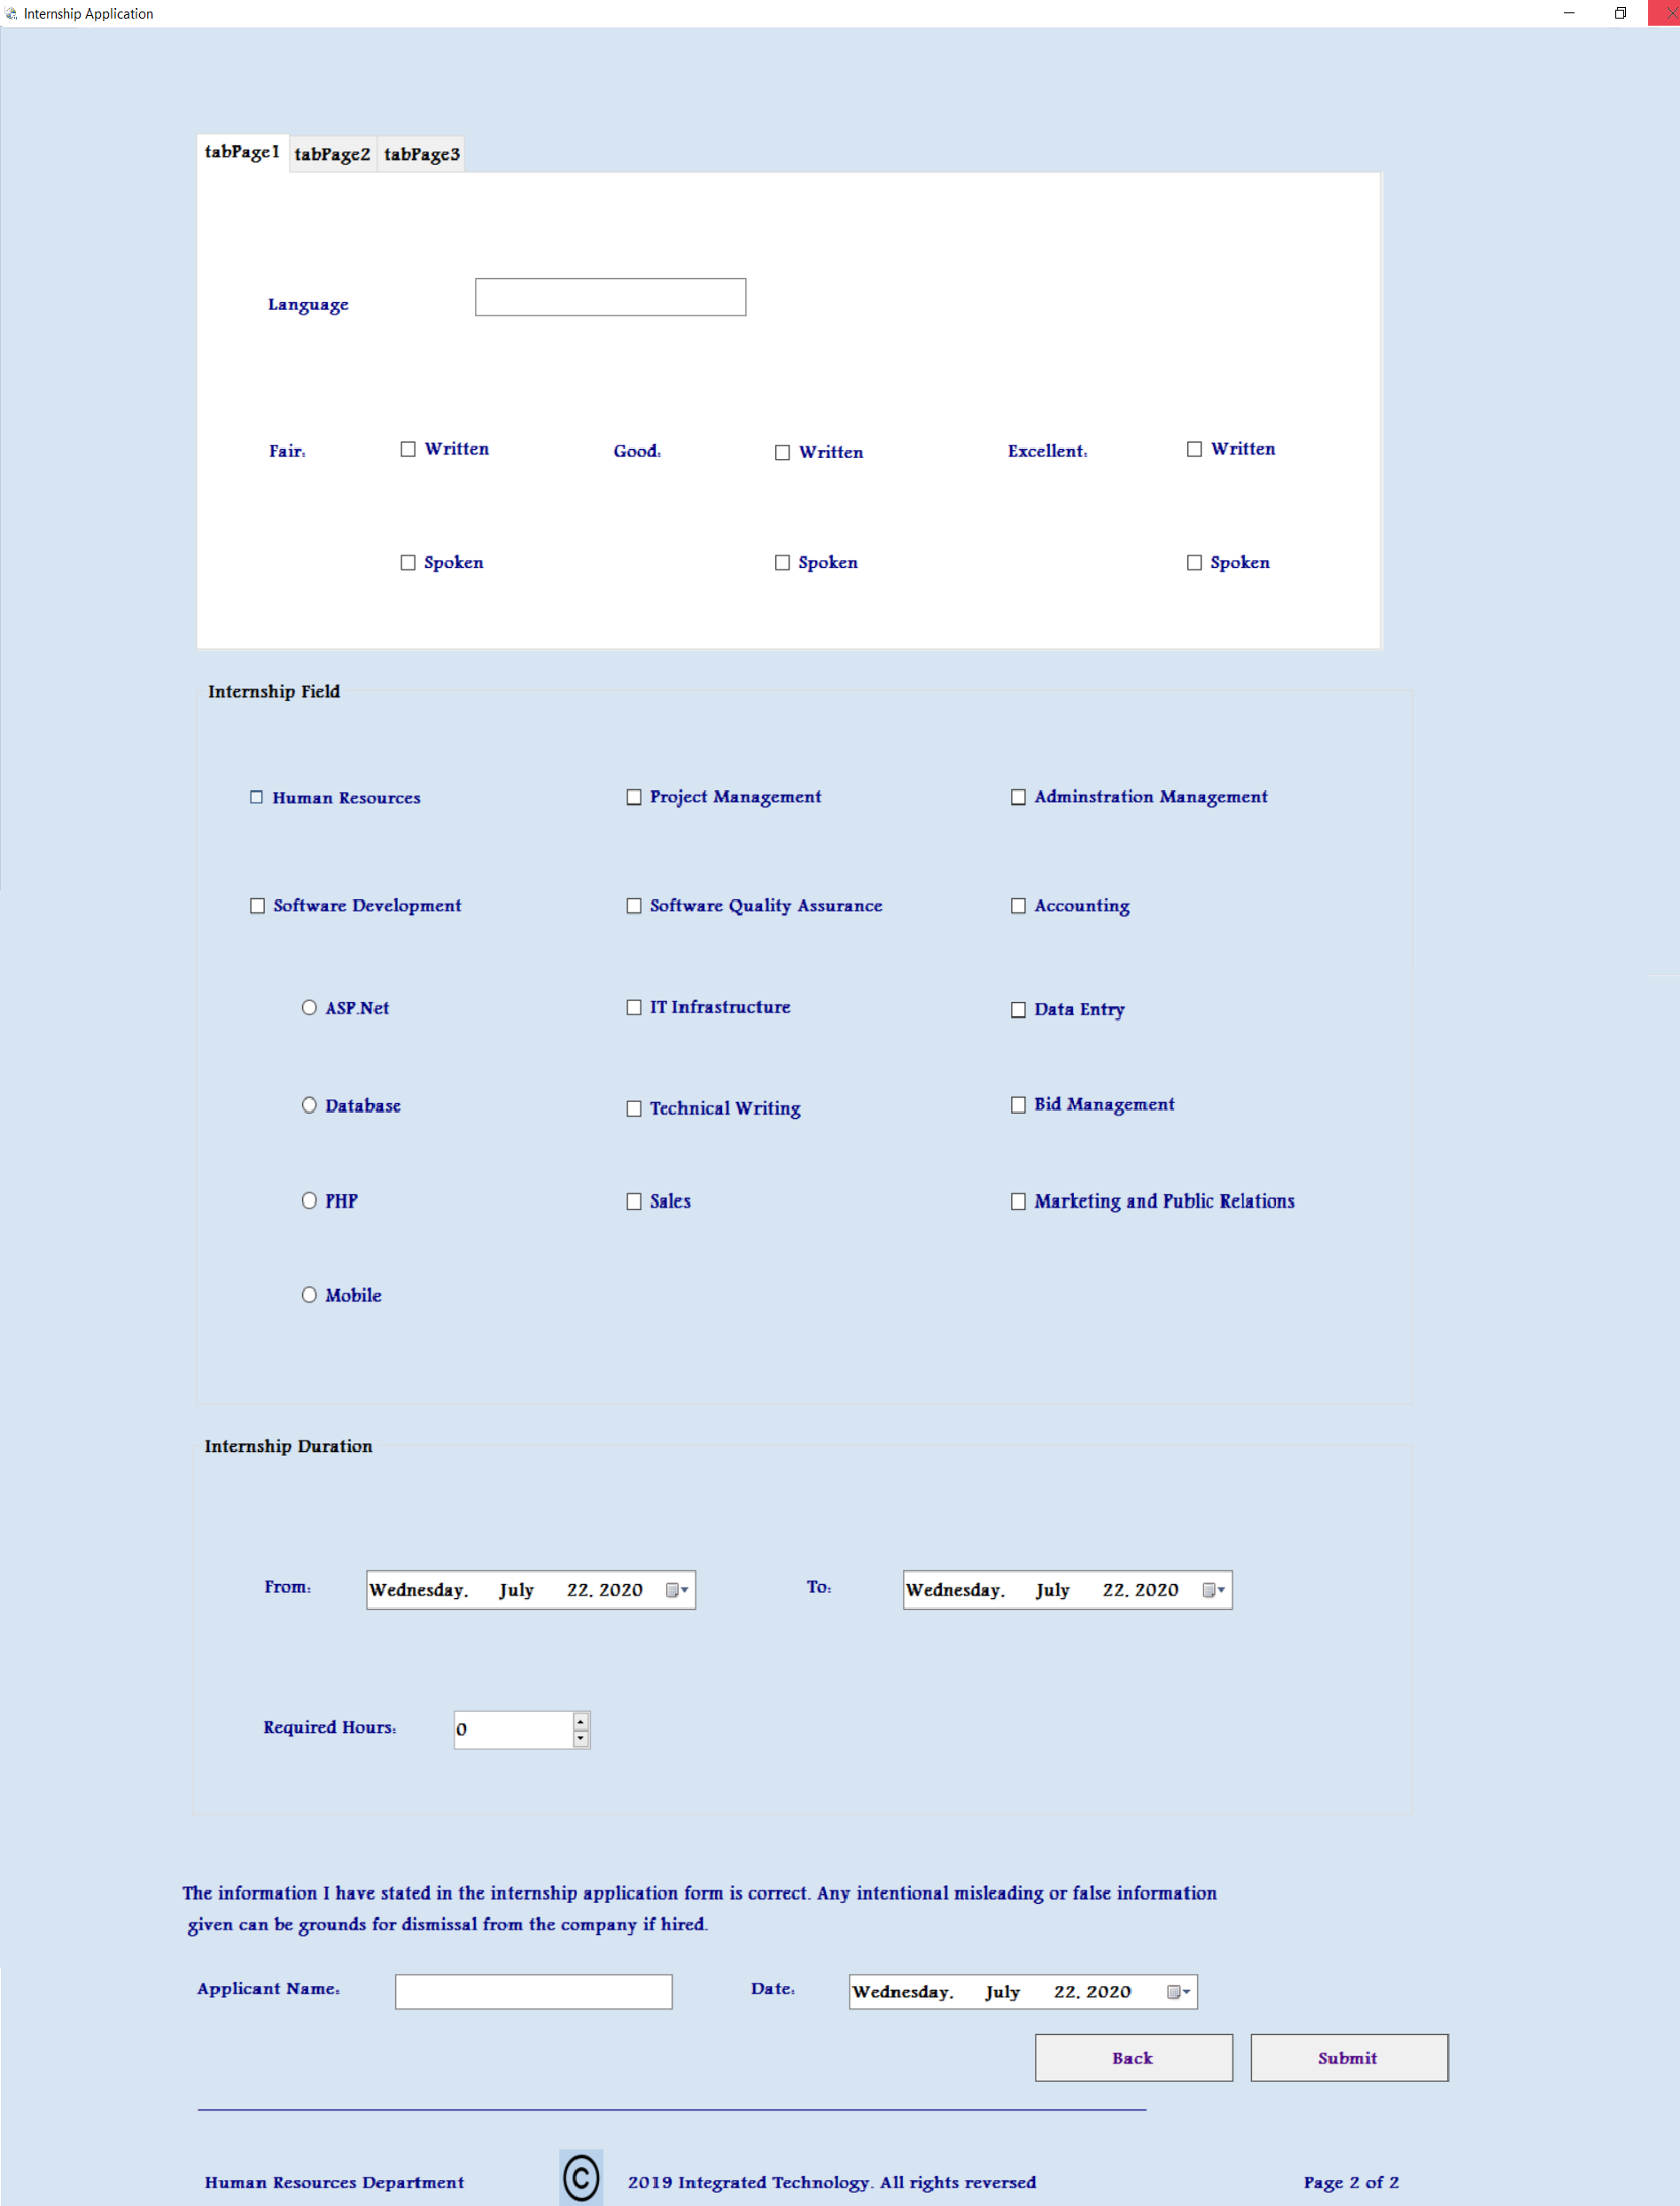 Internship Application
tabPage1 tabPage2 tabPage3
Language
Fair: Written Good: Written Excellent: Written
Spoken Spoken Spoken
Internship Field
Human Resources Project Management Adminstration Management
Software Development Software Quality Assurance Accounting
ASP.Net IT Infrastructure Data Entry
Database Technical Writing Bid Management
PHP Sales Marketing and Public Relations
Mobile
Internship Duration
From: Wednesday, July 22, 2020 To: Wednesday, July 22, 2020
Required Hours: 0
The information I have stated in the internship application form is correct. Any intentional misleading or false information
given can be grounds for dismissal from the company if hired.
Applicant Name: Date: Wednesday, July 22, 2020
Back Submit
Human Resources Department © 2019 Integrated Technology. All rights reversed Page 2 of 2